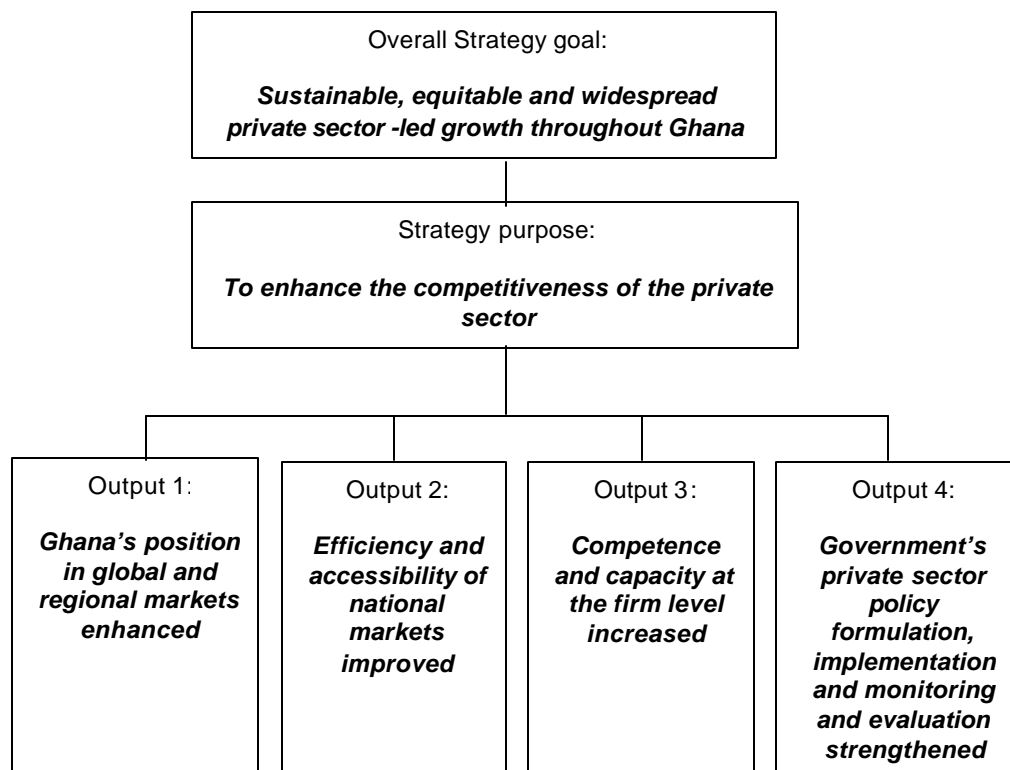 Overall Strategy goal:
Sustainable, equitable and widespread
private sector -led growth throughout Ghana
Strategy purpose:
To enhance the competitiveness of the private
sector
Output 1:
Ghana’s position
in global and
regional markets
enhanced
Output 2:
Efficiency and
accessibility of
national
markets
improved
Output 3:
Competence
and capacity at
the firm level
increased
Output 4:
Government’s
private sector
policy
formulation,
implementation
and monitoring
and evaluation
strengthened